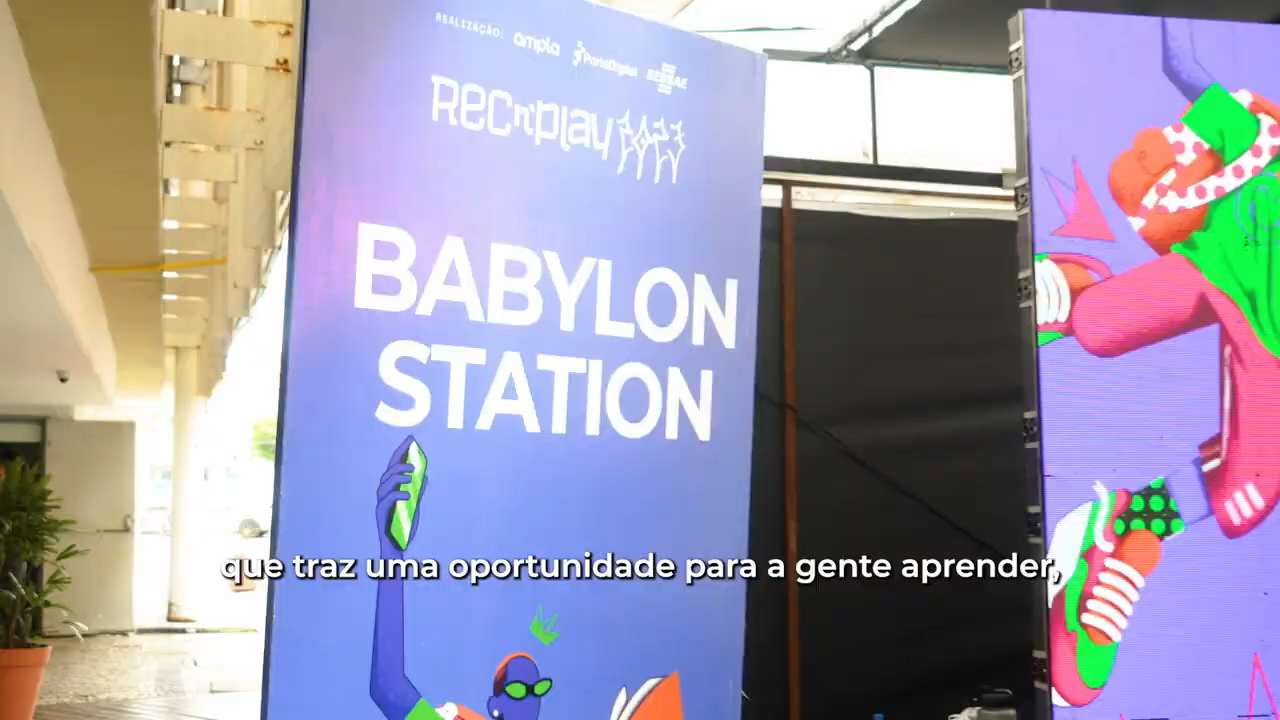 REALIZAÇÃO:
ampla
PortoDigital
SEBRAE
REC'n'Play 2023
BABYLON
STATION
que traz uma oportunidade para a gente aprender,